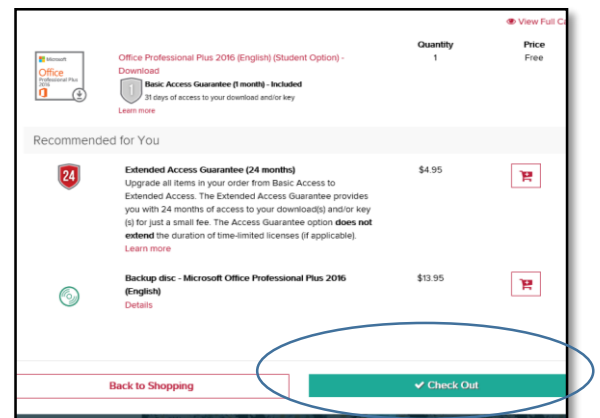 View Full Ca
Quantity Price
Microsoft
Office
Professional Plus
2016
Office Professional Plus 2016 (English) (Student Option) - 1 Free
Download
1 Basic Access Guarantee (1 month) - Included
31 days of access to your download and/or key
Learn more
Recommended for You
24 Extended Access Guarantee (24 months) $4.95
Upgrade all items in your order from Basic Access to
Extended Access. The Extended Access Guarantee provides
you with 24 months of access to your download(s) and/or key
(s) for just a small fee. The Access Guarantee option does not
extend the duration of time-limited licenses (if applicable).
Learn more
Backup disc - Microsoft Office Professional Plus 2016 $13.95
(English)
Details
Back to Shopping Check Out